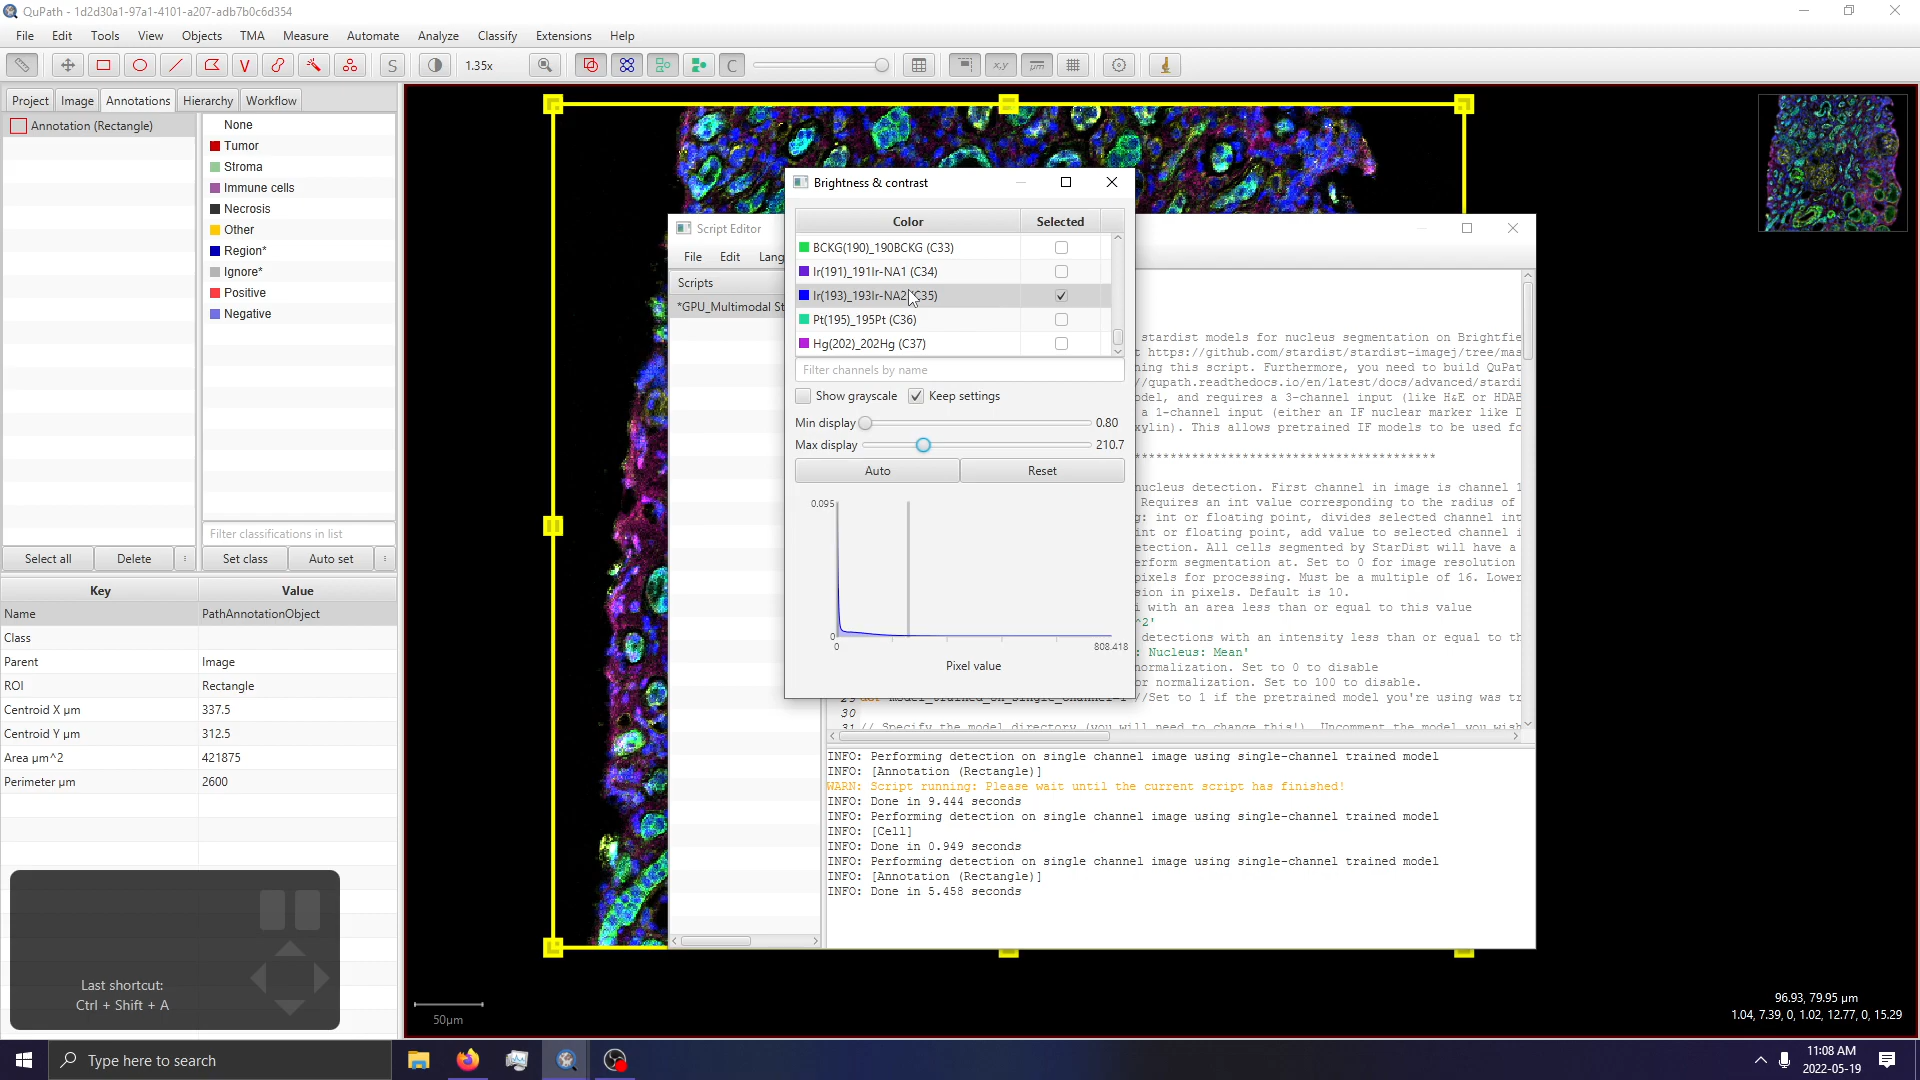 QuPath - 1d2d30a1-97a1-4101-a207-adb7b0c6d354
File Edit Tools View Objects TMA Measure Automate Analyze Classify Extensions Help
V S 1.35x C x,y µm
Project Image Annotations Hierarchy Workflow
Annotation (Rectangle)
None
Tumor
Stroma
Immune cells
Necrosis
Other
Region*
Ignore*
Positive
Negative
Filter classifications in list
Select all Delete Set class Auto set
Key Value
Name PathAnnotationObject
Class
Parent Image
ROI Rectangle
Centroid X µm 337.5
Centroid Y µm 312.5
Area µm^2 421875
Perimeter µm 2600
Last shortcut:
Ctrl + Shift + A
50µm
Script Editor
File Edit Lang
Scripts
*GPU_Multimodal St
Brightness & contrast
Color Selected
BCKG(190)_190BCKG (C33)
Ir(191)_191Ir-NA1 (C34)
Ir(193)_193Ir-NA2 (C35)
Pt(195)_195Pt (C36)
Hg(202)_202Hg (C37)
Filter channels by name
Show grayscale Keep settings
Min display 0.80
Max display 210.7
Auto Reset
0.095
0
0 808.418
Pixel value
stardist models for nucleus segmentation on Brightfie
https://github.com/stardist/stardist-imagej/tree/mas
ning this script. Furthermore, you need to build QuPat
/qupath.readthedocs.io/en/latest/docs/advanced/stardi
odel, and requires a 3-channel input (like H&E or HDAB
a 1-channel input (either an IF nuclear marker like D
xylin). This allows pretrained IF models to be used fo
*****************************************
nucleus detection. First channel in image is channel 1
Requires an int value corresponding to the radius of
g: int or floating point, divides selected channel int
int or floating point, add value to selected channel i
etection. All cells segmented by StarDist will have a
erform segmentation at. Set to 0 for image resolution
pixels for processing. Must be a multiple of 16. Lower
sion in pixels. Default is 10.
i with an area less than or equal to this value
^2'
detections with an intensity less than or equal to th
: Nucleus: Mean'
normalization. Set to 0 to disable
or normalization. Set to 100 to disable.
//Set to 1 if the pretrained model you're using was tr
30
31 // Specify the model directory (you will need to change this!). Uncomment the model you wish
INFO: Performing detection on single channel image using single-channel trained model
INFO: [Annotation (Rectangle)]
WARN: Script running: Please wait until the current script has finished!
INFO: Done in 9.444 seconds
INFO: Performing detection on single channel image using single-channel trained model
INFO: [Cell]
INFO: Done in 0.949 seconds
INFO: Performing detection on single channel image using single-channel trained model
INFO: [Annotation (Rectangle)]
INFO: Done in 5.458 seconds
96.93, 79.95 µm
1.04, 7.39, 0, 1.02, 12.77, 0, 15.29
Type here to search
11:08 AM
2022-05-19